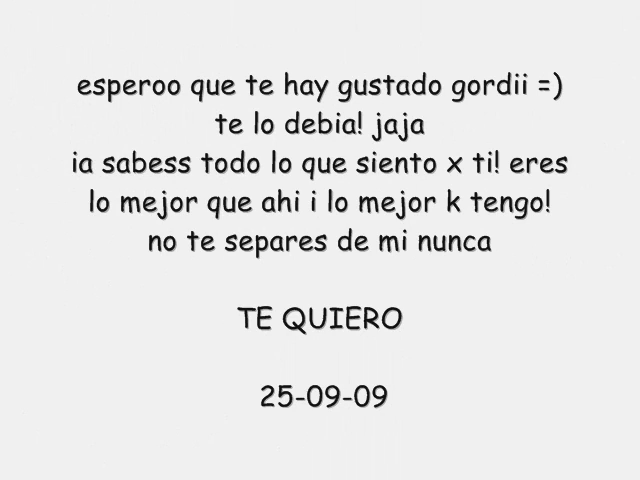 esperoo que te hay gustado gordii =)
te lo debia! jaja
ia sabess todo lo que siento x ti! eres
lo mejor que ahi i lo mejor k tengo!
no te separes de mi nunca
TE QUIERO
25-09-09